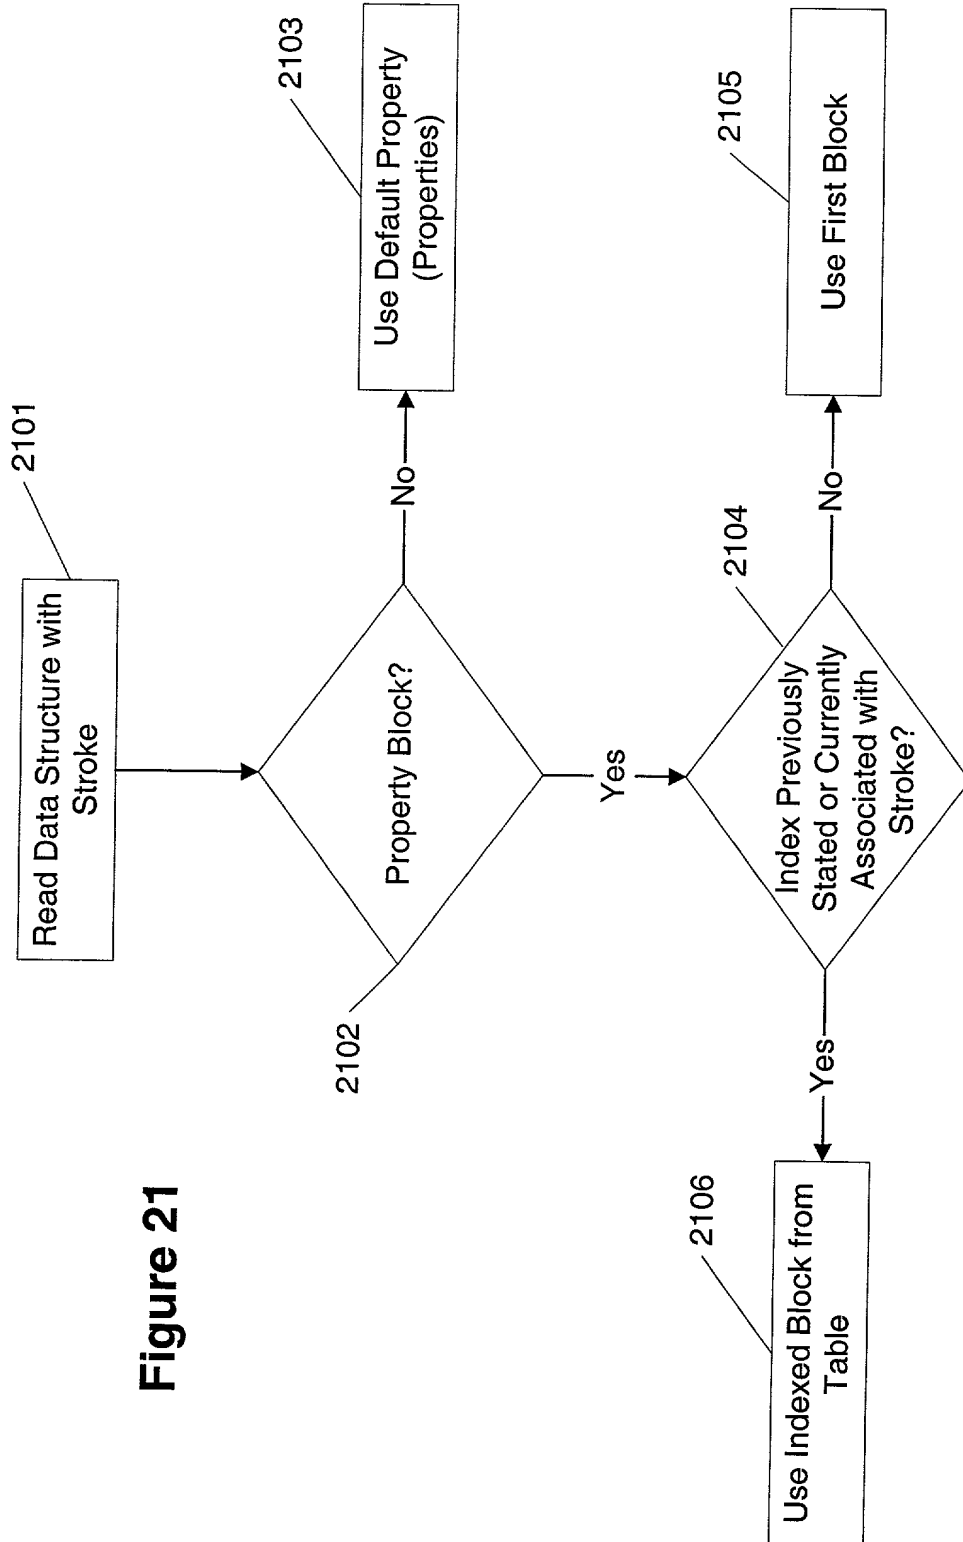 Figure 21
2101
Read Data Structure with
Stroke
2102
Property Block?
No
2103
Use Default Property
(Properties)
Yes
2104
Index Previously
Stated or Currently
Associated with
Stroke?
No
2105
Use First Block
Yes
2106
Use Indexed Block from
Table